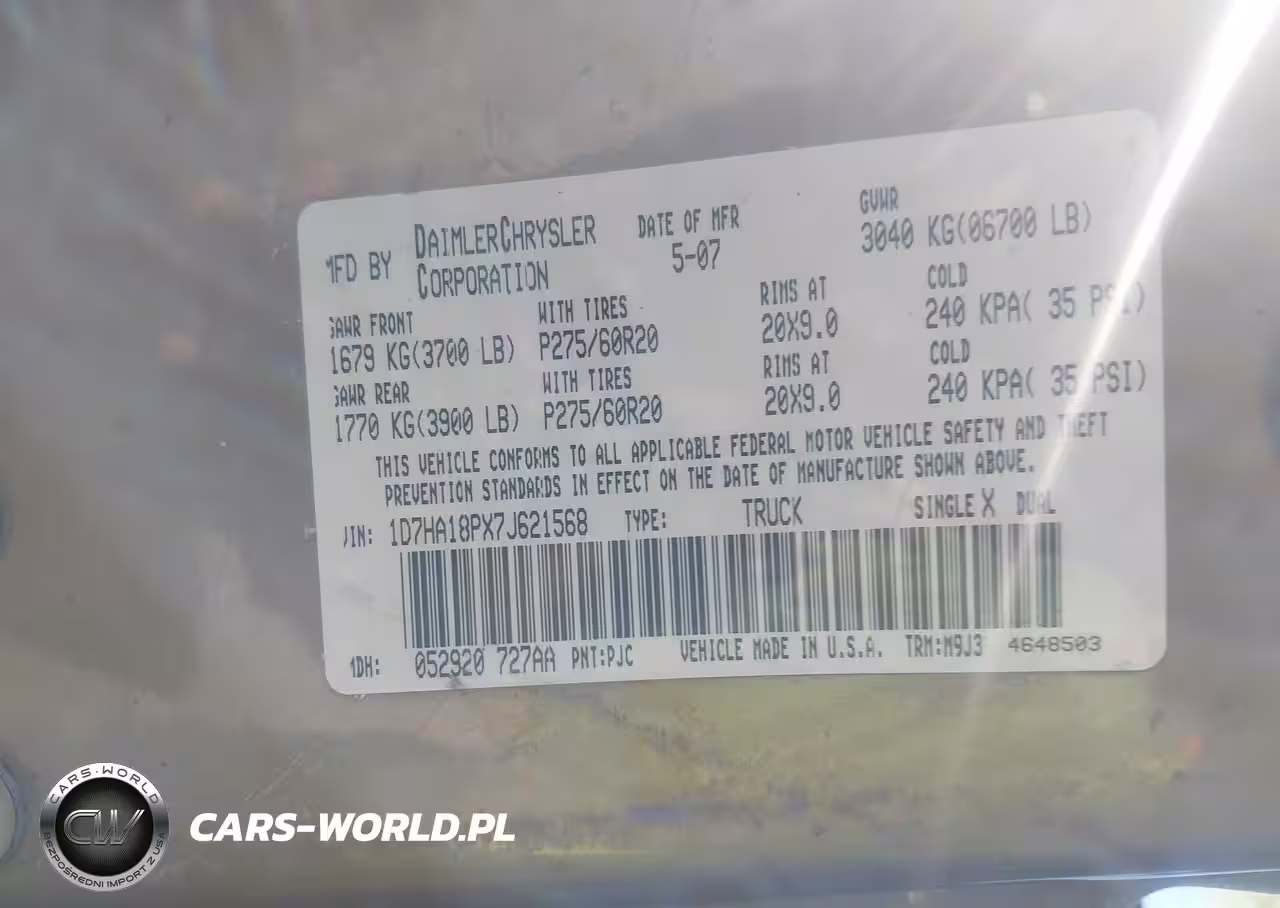 MFD BY DAIMLERCHRYSLER CORPORATION DATE OF MFR 5-07 GVWR 3040 KG(06700 LB)
GAWR FRONT WITH TIRES RIMS AT COLD
1679 KG(3700 LB) P275/60R20 20X9.0 240 KPA( 35 PSI)
GAWR REAR WITH TIRES RIMS AT COLD
1770 KG(3900 LB) P275/60R20 20X9.0 240 KPA( 35 PSI)
THIS VEHICLE CONFORMS TO ALL APPLICABLE FEDERAL MOTOR VEHICLE SAFETY AND THEFT
PREVENTION STANDARDS IN EFFECT ON THE DATE OF MANUFACTURE SHOWN ABOVE.
VIN: 1D7HA18PX7J621568 TYPE: TRUCK SINGLE X DUAL
MDH: 052920 727AA PNT:PJC VEHICLE MADE IN U.S.A. TRM:M9J3 4648503
CARS-WORLD
CW
BEZPOŚREDNI IMPORT Z USA
CARS-WORLD.PL